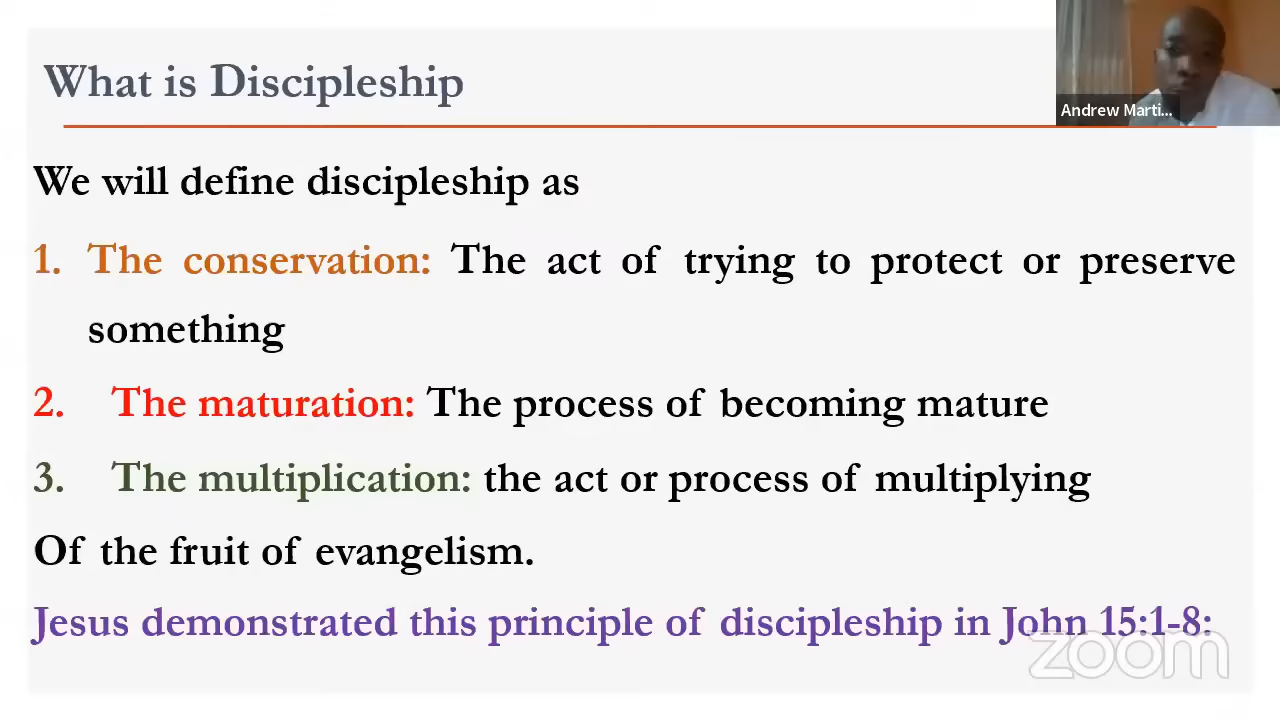 What is Discipleship
Andrew Marti...
We will define discipleship as
1. The conservation: The act of trying to protect or preserve
something
2. The maturation: The process of becoming mature
3. The multiplication: the act or process of multiplying
Of the fruit of evangelism.
Jesus demonstrated this principle of discipleship in John 15:1-8:
zoom